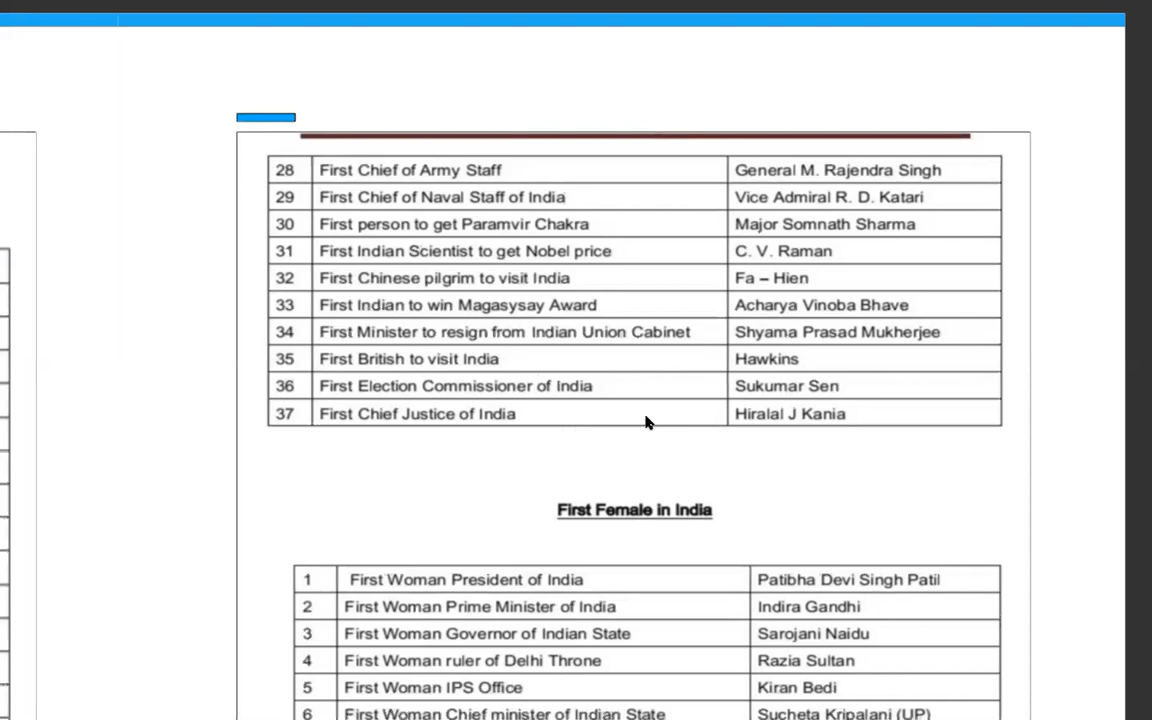 28 First Chief of Army Staff General M. Rajendra Singh
29 First Chief of Naval Staff of India Vice Admiral R. D. Katari
30 First person to get Paramvir Chakra Major Somnath Sharma
31 First Indian Scientist to get Nobel price C. V. Raman
32 First Chinese pilgrim to visit India Fa – Hien
33 First Indian to win Magasysay Award Acharya Vinoba Bhave
34 First Minister to resign from Indian Union Cabinet Shyama Prasad Mukherjee
35 First British to visit India Hawkins
36 First Election Commissioner of India Sukumar Sen
37 First Chief Justice of India Hiralal J Kania
First Female in India
1 First Woman President of India Patibha Devi Singh Patil
2 First Woman Prime Minister of India Indira Gandhi
3 First Woman Governor of Indian State Sarojani Naidu
4 First Woman ruler of Delhi Throne Razia Sultan
5 First Woman IPS Office Kiran Bedi
6 First Woman Chief minister of Indian State Sucheta Kripalani (UP)